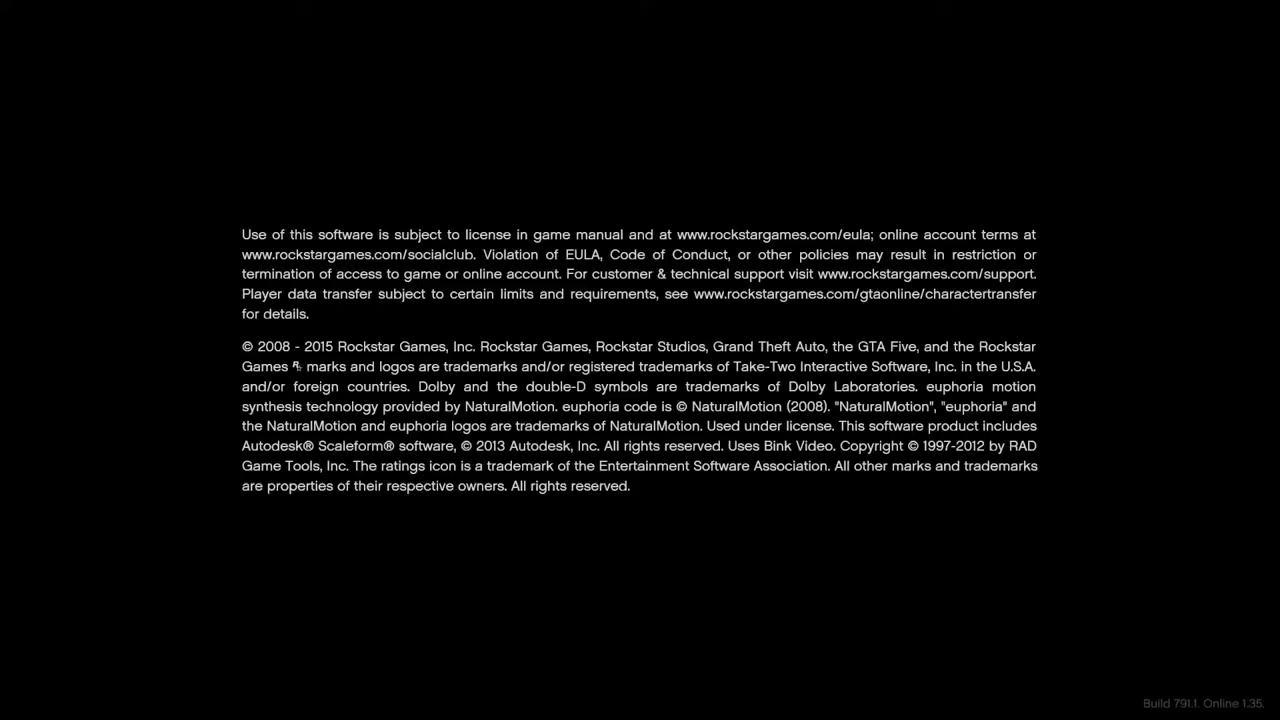 Use of this software is subject to license in game manual and at www.rockstargames.com/eula; online account terms at
www.rockstargames.com/socialclub. Violation of EULA, Code of Conduct, or other policies may result in restriction or
termination of access to game or online account. For customer & technical support visit www.rockstargames.com/support.
Player data transfer subject to certain limits and requirements, see www.rockstargames.com/gtaonline/charactertransfer
for details.
© 2008 - 2015 Rockstar Games, Inc. Rockstar Games, Rockstar Studios, Grand Theft Auto, the GTA Five, and the Rockstar
Games R* marks and logos are trademarks and/or registered trademarks of Take-Two Interactive Software, Inc. in the U.S.A.
and/or foreign countries. Dolby and the double-D symbols are trademarks of Dolby Laboratories. euphoria motion
synthesis technology provided by NaturalMotion. euphoria code is © NaturalMotion (2008). "NaturalMotion", "euphoria" and
the NaturalMotion and euphoria logos are trademarks of NaturalMotion. Used under license. This software product includes
Autodesk® Scaleform® software, © 2013 Autodesk, Inc. All rights reserved. Uses Bink Video. Copyright © 1997-2012 by RAD
Game Tools, Inc. The ratings icon is a trademark of the Entertainment Software Association. All other marks and trademarks
are properties of their respective owners. All rights reserved.
Build 791.1. Online 1.35.